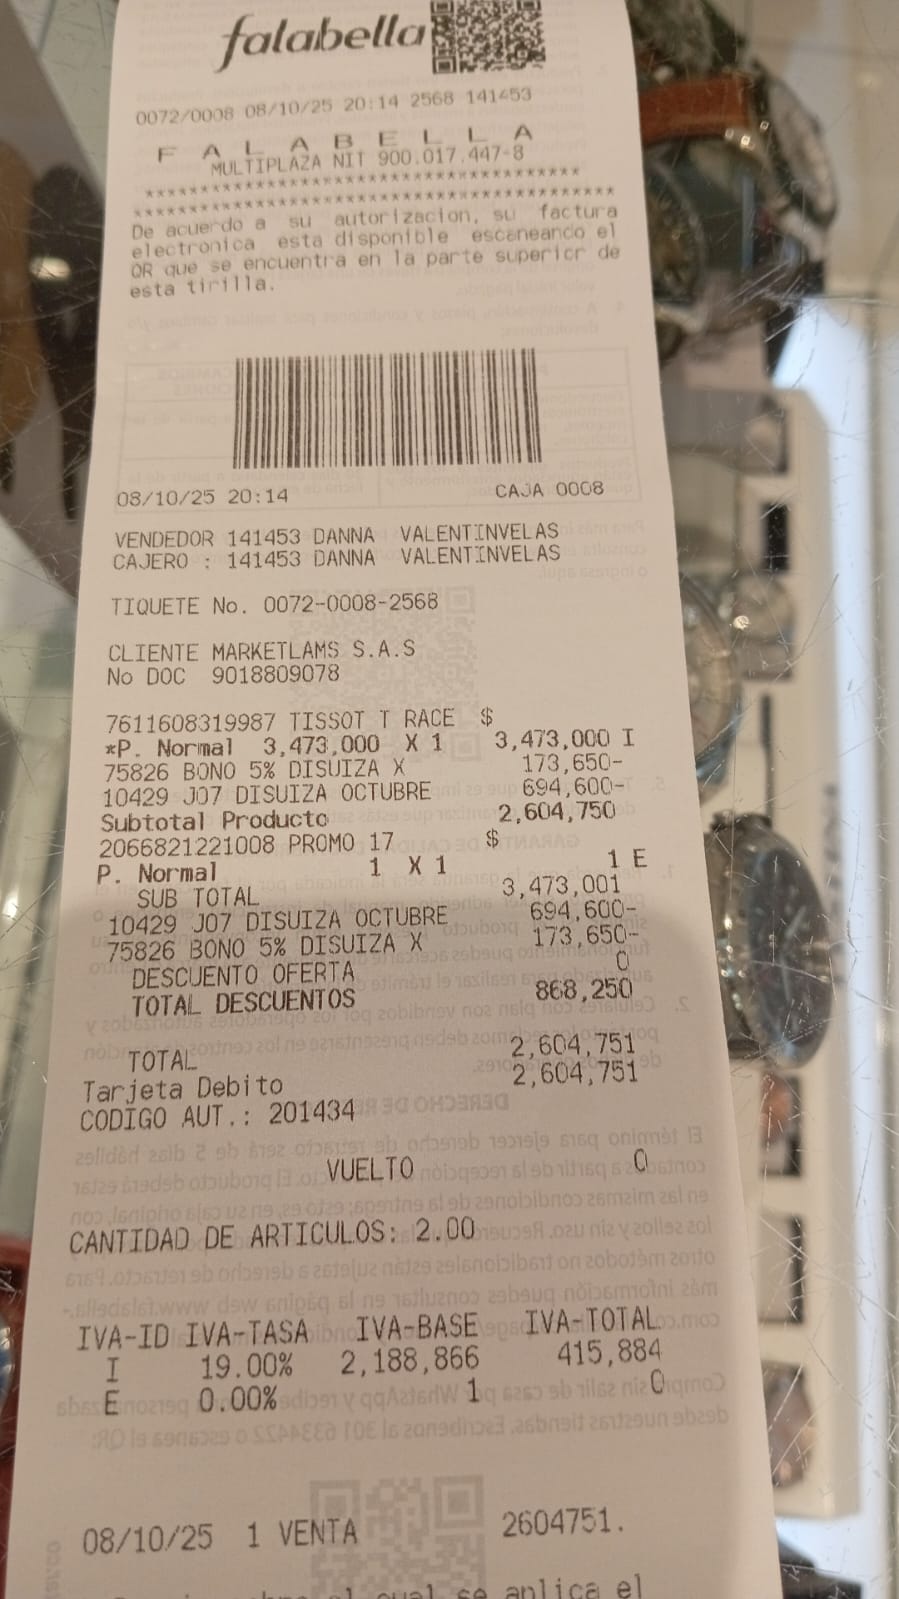 falabella
0072/0008 08/10/25 20:14 2568 141453
F A L A B E L L A
MULTIPLAZA NIT 900.017.447-8
****************************************
********************************************
De acuerdo a su autorizacion, su factura
electronica esta disponible escaneando el
QR que se encuentra en la parte superior de
esta tirilla.
08/10/25 20:14 CAJA 0008
VENDEDOR 141453 DANNA VALENTINVELAS
CAJERO : 141453 DANNA VALENTINVELAS
TIQUETE No. 0072-0008-2568
CLIENTE MARKETLAMS S.A.S
No DOC 9018809078
7611608319987 TISSOT T RACE $
*P. Normal 3,473,000 X 1 3,473,000 I
75826 BONO 5% DISUIZA X 173,650-
10429 J07 DISUIZA OCTUBRE 694,600-
Subtotal Producto 2,604,750
2066821221008 PROMO 17 $
P. Normal 1 X 1 1 E
SUB TOTAL 3,473,001
10429 J07 DISUIZA OCTUBRE 694,600-
75826 BONO 5% DISUIZA X 173,650-
DESCUENTO OFERTA 0
TOTAL DESCUENTOS 868,250
TOTAL 2,604,751
Tarjeta Debito 2,604,751
CODIGO AUT.: 201434
VUELTO 0
CANTIDAD DE ARTICULOS: 2.00
IVA-ID IVA-TASA IVA-BASE IVA-TOTAL
I 19.00% 2,188,866 415,884
E 0.00% 1 0
08/10/25 1 VENTA 2604751.
el cual se aplica el